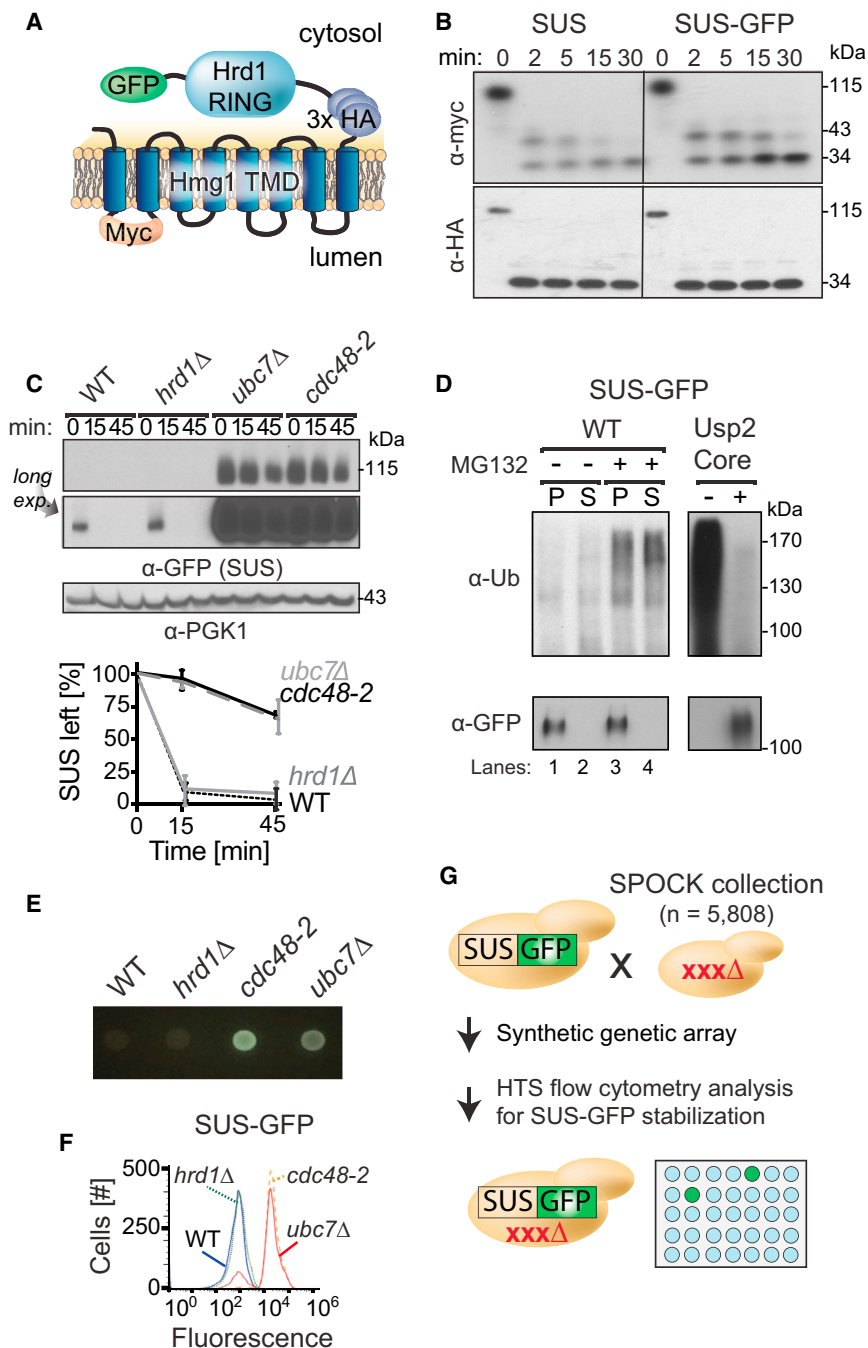 A
cytosol
GFP
Hrd1
RING
3x HA
Hmg1 TMD
Myc
lumen
B
SUS SUS-GFP
min: 0 2 5 15 30 0 2 5 15 30 kDa
α-myc
-115
-43
-34
α-HA
-115
-34
C
WT hrd1Δ ubc7Δ cdc48-2
min: 0 15 45 0 15 45 0 15 45 0 15 45 kDa
-115
long
exp.
α-GFP (SUS)
-43
α-PGK1
SUS left [%]
100
75
50
25
0
ubc7Δ
cdc48-2
hrd1Δ
WT
0 15 45
Time [min]
D
SUS-GFP
WT Usp2
Core
MG132 - - + + - +
P S P S kDa
α-Ub
-170
-130
-100
α-GFP
-100
Lanes: 1 2 3 4
E
WT hrd1Δ cdc48-2 ubc7Δ
F
SUS-GFP
Cells [#]
500
250
0
hrd1Δ
cdc48-2
WT
ubc7Δ
10⁰ 10² 10⁴ 10⁶
Fluorescence
G
SPOCK collection
(n = 5,808)
SUS GFP X xxxΔ
Synthetic genetic array
HTS flow cytometry analysis
for SUS-GFP stabilization
SUS GFP
xxxΔ